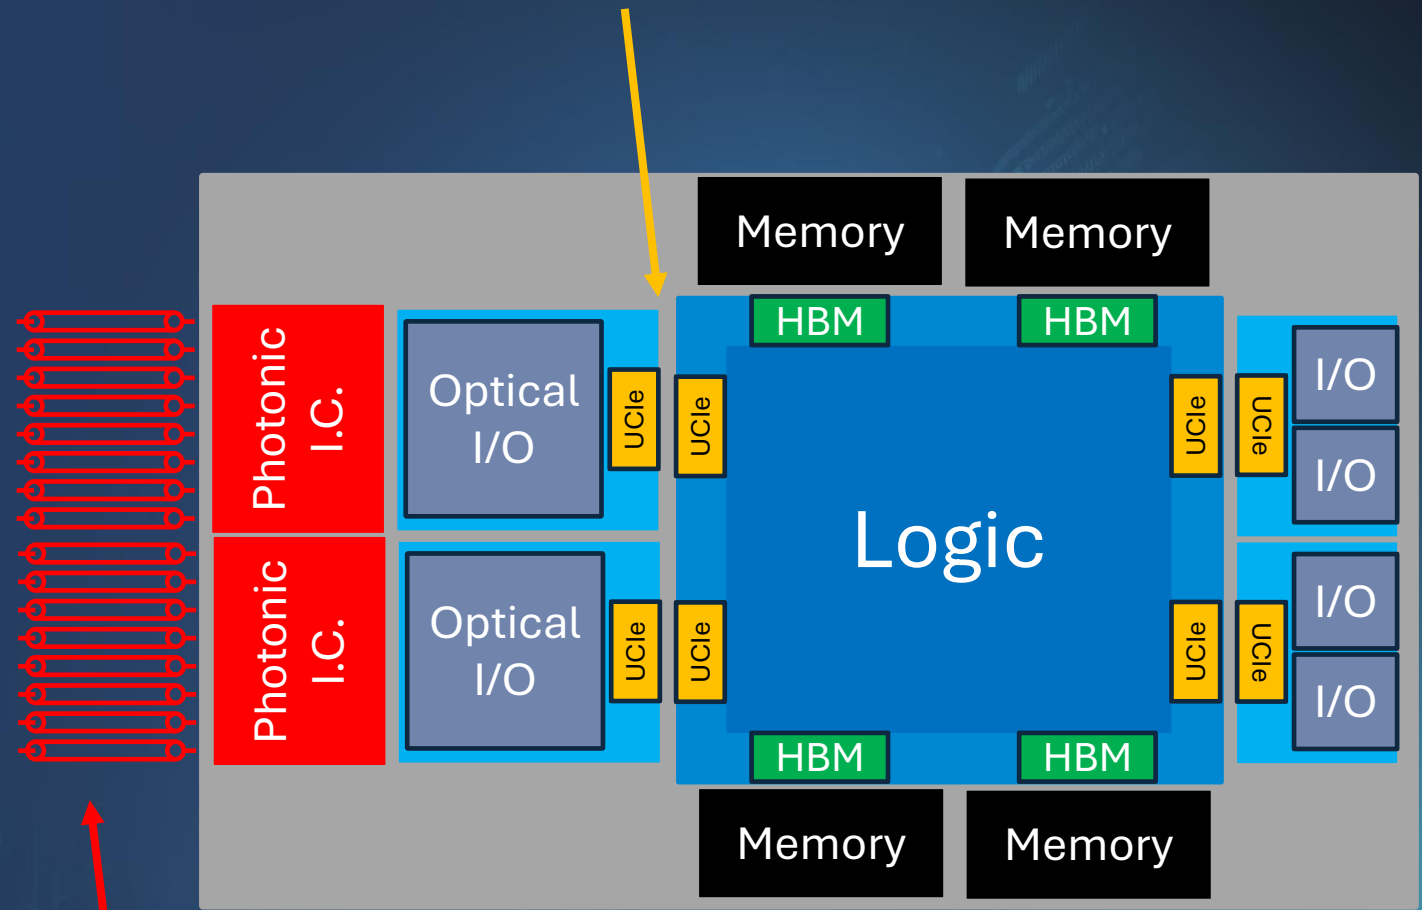 Memory
Memory
HBM
HBM
Photonic
I.C.
Optical
I/O
UCIe
UCIe
UCIe
UCIe
I/O
I/O
Logic
Photonic
I.C.
Optical
I/O
UCIe
UCIe
UCIe
UCIe
I/O
I/O
HBM
HBM
Memory
Memory